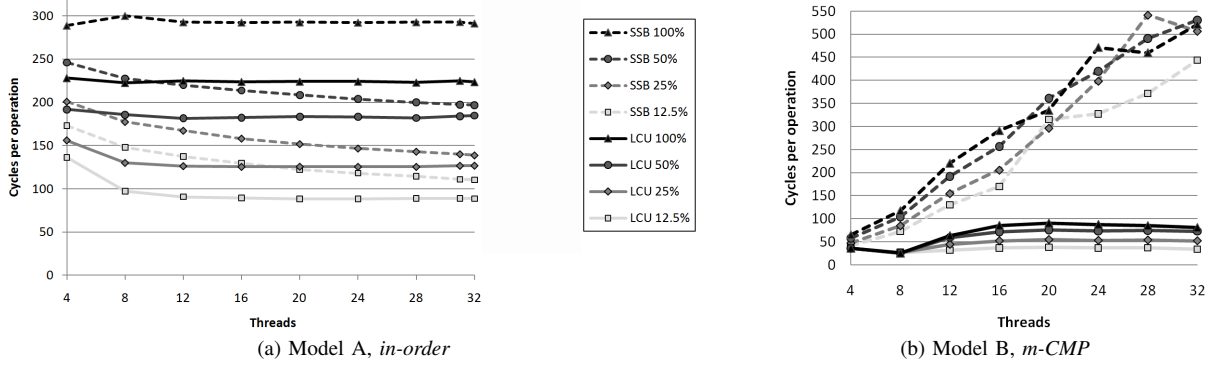 Cycles per operation
300
250
200
150
100
50
0
4 8 12 16 20 24 28 32
Threads
(a) Model A, in-order
SSB 100%
SSB 50%
SSB 25%
SSB 12.5%
LCU 100%
LCU 50%
LCU 25%
LCU 12.5%
Cycles per operation
550
500
450
400
350
300
250
200
150
100
50
0
4 8 12 16 20 24 28 32
Threads
(b) Model B, m-CMP